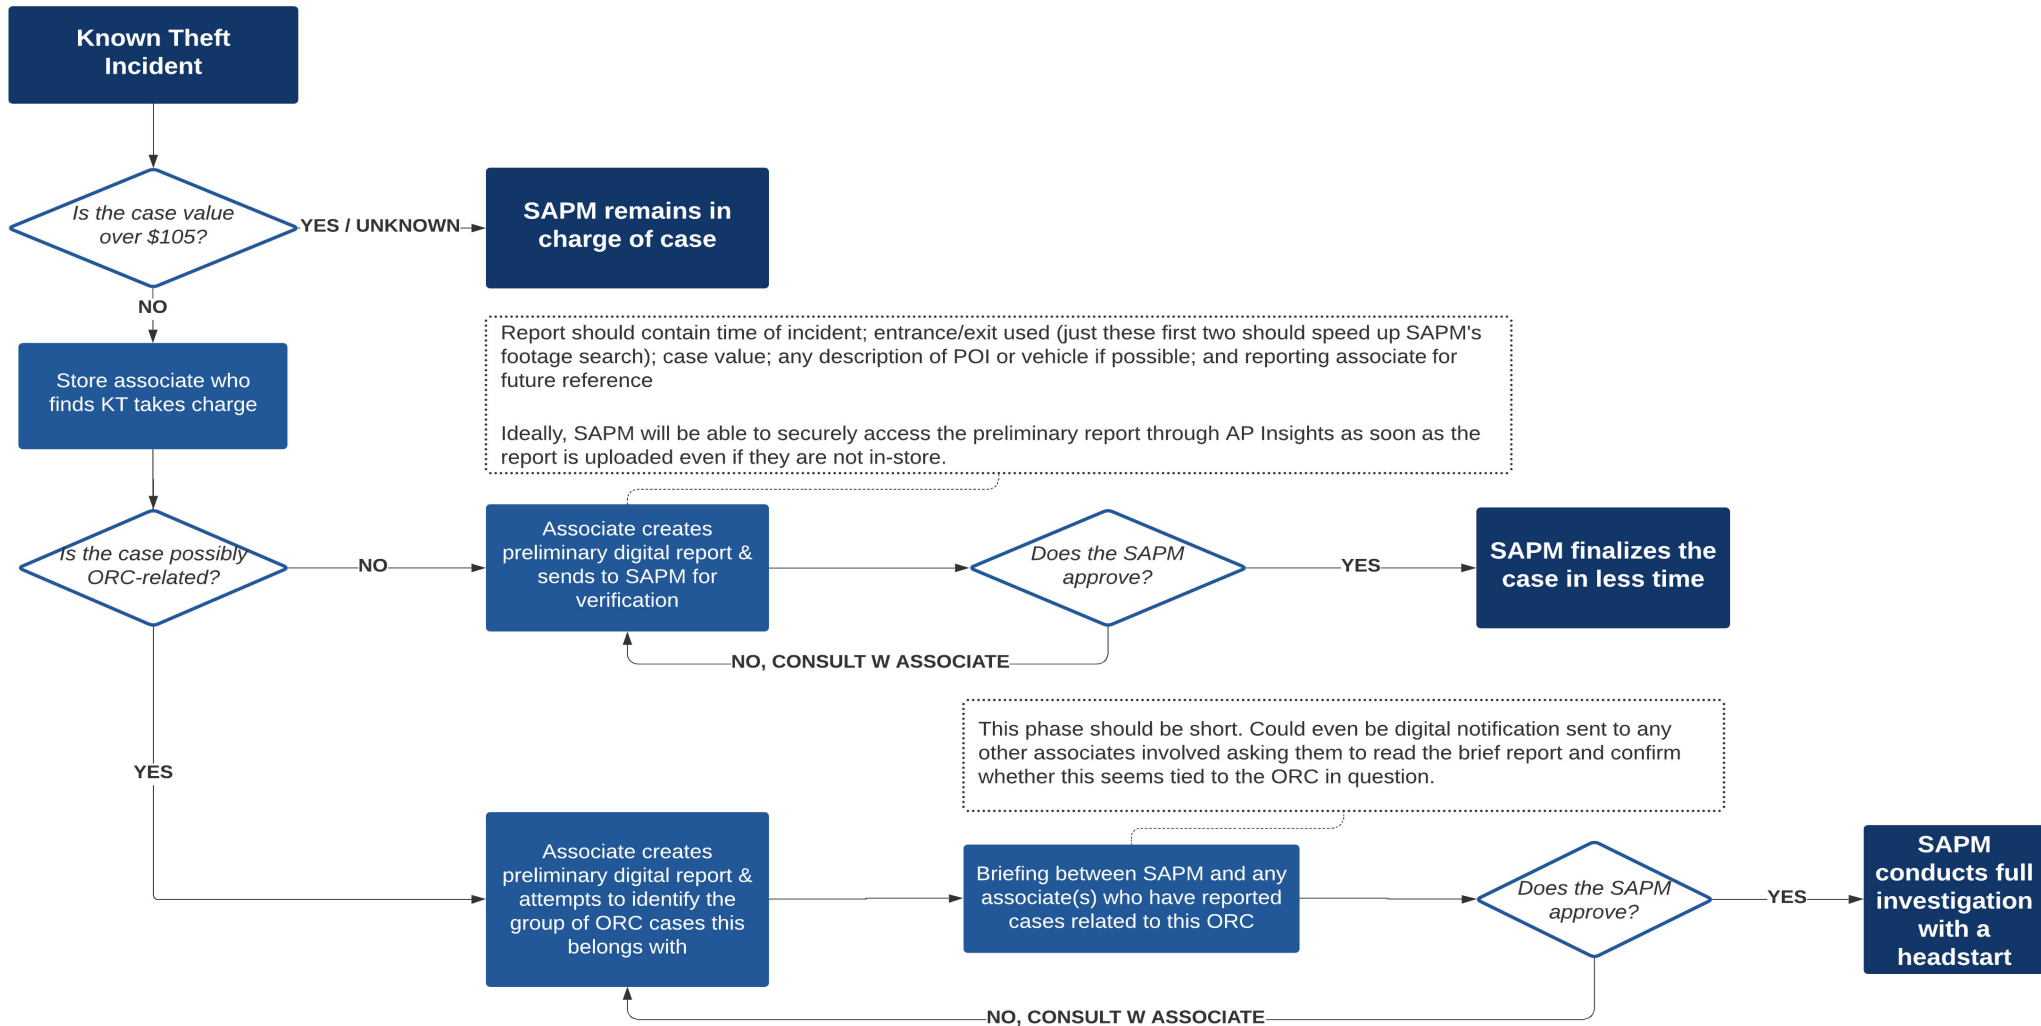 Known Theft
Incident
Is the case value
over $105?
YES / UNKNOWN
SAPM remains in
charge of case
NO
Store associate who
finds KT takes charge
Report should contain time of incident; entrance/exit used (just these first two should speed up SAPM's
footage search); case value; any description of POI or vehicle if possible; and reporting associate for
future reference
Ideally, SAPM will be able to securely access the preliminary report through AP Insights as soon as the
report is uploaded even if they are not in-store.
Is the case possibly
ORC-related?
NO
Associate creates
preliminary digital report &
sends to SAPM for
verification
Does the SAPM
approve?
YES
SAPM finalizes the
case in less time
NO, CONSULT W ASSOCIATE
YES
This phase should be short. Could even be digital notification sent to any
other associates involved asking them to read the brief report and confirm
whether this seems tied to the ORC in question.
Associate creates
preliminary digital report &
attempts to identify the
group of ORC cases this
belongs with
Briefing between SAPM and any
associate(s) who have reported
cases related to this ORC
Does the SAPM
approve?
YES
SAPM
conducts full
investigation
with a
headstart
NO, CONSULT W ASSOCIATE